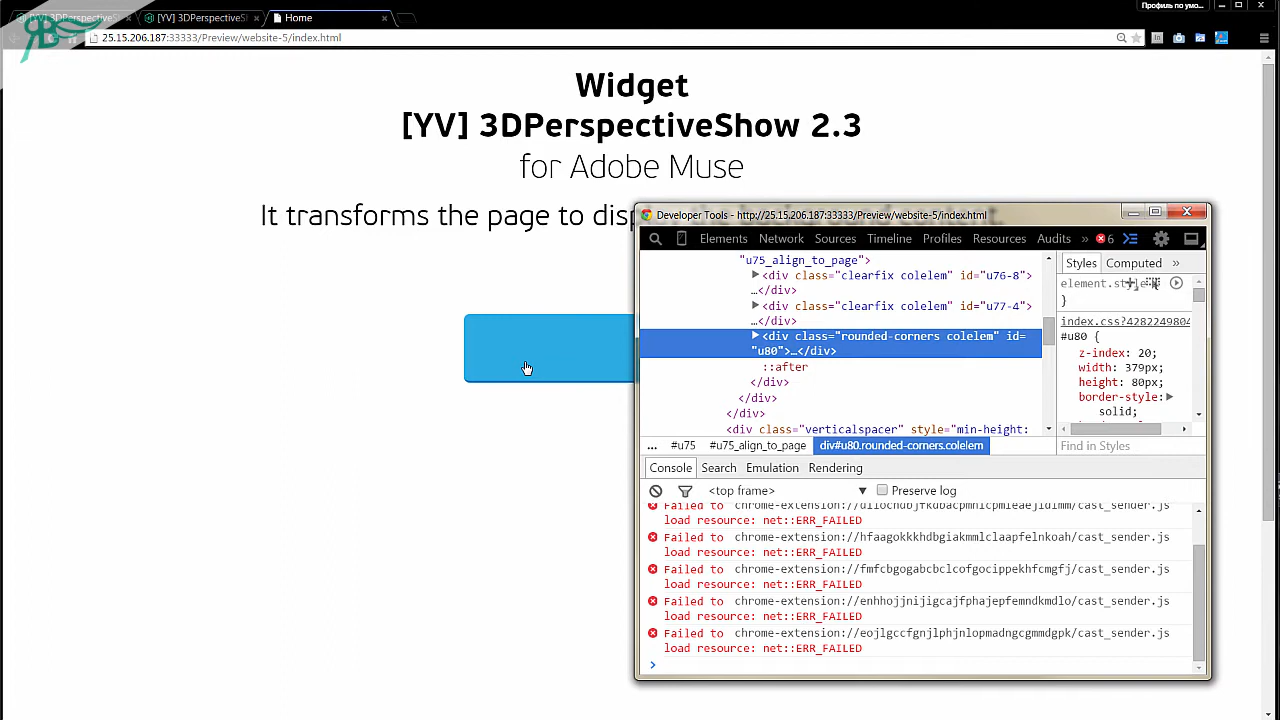 [YV] 3DPerspectiveS
Home
Профиль по умо...
25.15.206.187:33333/Preview/website-5/index.html
Widget
[YV] 3DPerspectiveShow 2.3
for Adobe Muse
It transforms the page to disp
Developer Tools - http://25.15.206.187:33333/Preview/website-5/index.html
Elements Network Sources Timeline Profiles Resources Audits » 6
"u75_align_to_page">
<div class="clearfix colelem" id="u76-8">
…</div>
<div class="clearfix colelem" id="u77-4">
…</div>
<div class="rounded-corners colelem" id=
"u80">…</div>
::after
</div>
</div>
</div>
<div class="verticalspacer" style="min-height:
Styles Computed »
element.style
}
index.css?4282249804
#u80 {
z-index: 20;
width: 379px;
height: 80px;
border-style:
solid;
... #u75 #u75_align_to_page div#u80.rounded-corners.colelem
Find in Styles
Console Search Emulation Rendering
<top frame> Preserve log
Failed to
load resource: net::ERR_FAILED
Failed to chrome-extension://hfaagokkkhdbgiakmmlclaapfelnkoah/cast_sender.js
load resource: net::ERR_FAILED
Failed to chrome-extension://fmfcbgogabcbclcofgocippekhfcmgfj/cast_sender.js
load resource: net::ERR_FAILED
Failed to chrome-extension://enhhojjnijigcajfphajepfemndkmdlo/cast_sender.js
load resource: net::ERR_FAILED
Failed to chrome-extension://eojlgccfgnjlphjnlopmadngcgmmdgpk/cast_sender.js
load resource: net::ERR_FAILED